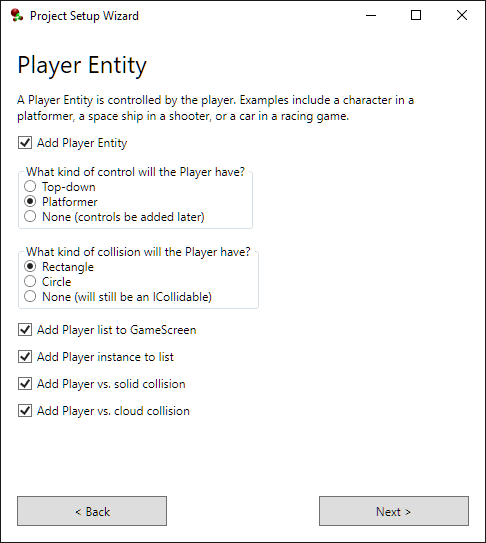 Project Setup Wizard
Player Entity
A Player Entity is controlled by the player. Examples include a character in a
platformer, a space ship in a shooter, or a car in a racing game.
Add Player Entity
What kind of control will the Player have?
Top-down
Platformer
None (controls be added later)
What kind of collision will the Player have?
Rectangle
Circle
None (will still be an ICollidable)
Add Player list to GameScreen
Add Player instance to list
Add Player vs. solid collision
Add Player vs. cloud collision
< Back
Next >